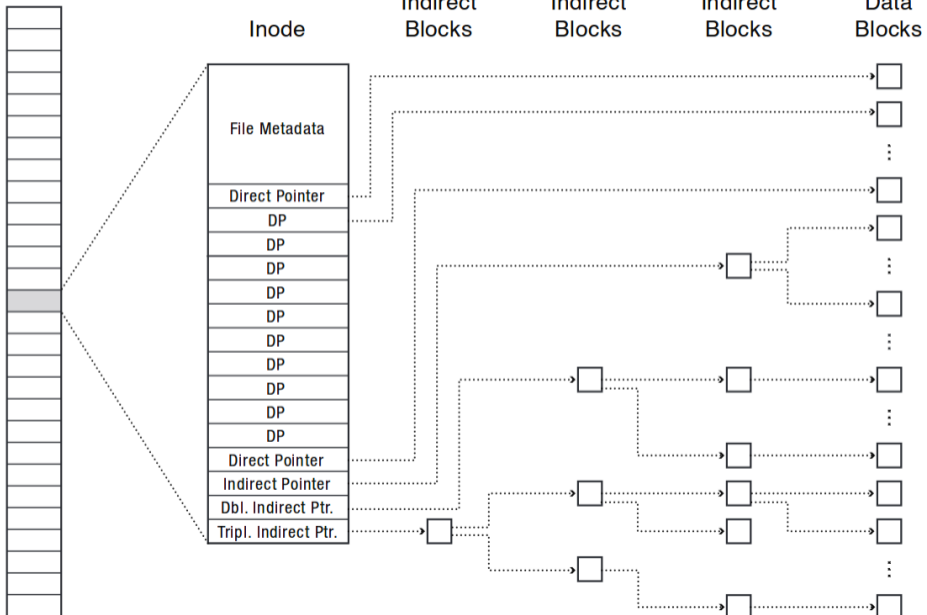 Indirect Indirect Indirect Data
Inode Blocks Blocks Blocks Blocks
File Metadata
Direct Pointer
DP
DP
DP
DP
DP
DP
DP
DP
DP
DP
Direct Pointer
Indirect Pointer
Dbl. Indirect Ptr.
Tripl. Indirect Ptr.